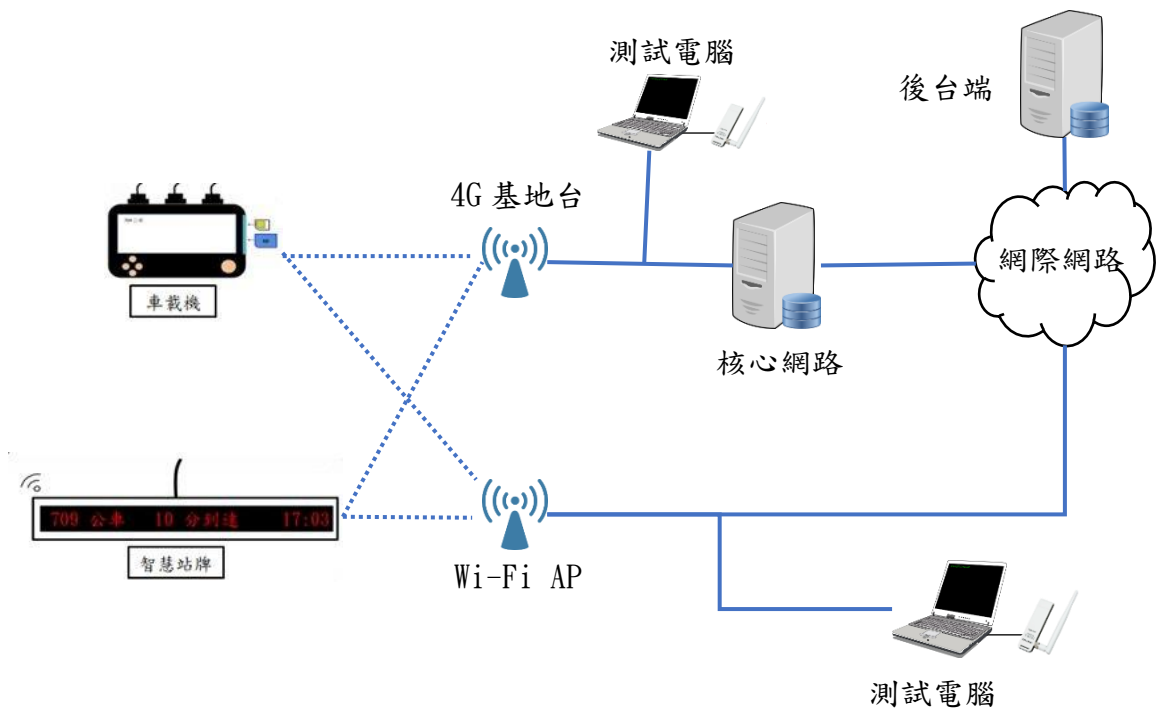 測試電腦
後台端
4G 基地台
網際網路
車載機
核心網路
709 公車 10 分到達 17:03
智慧站牌
Wi-Fi AP
測試電腦